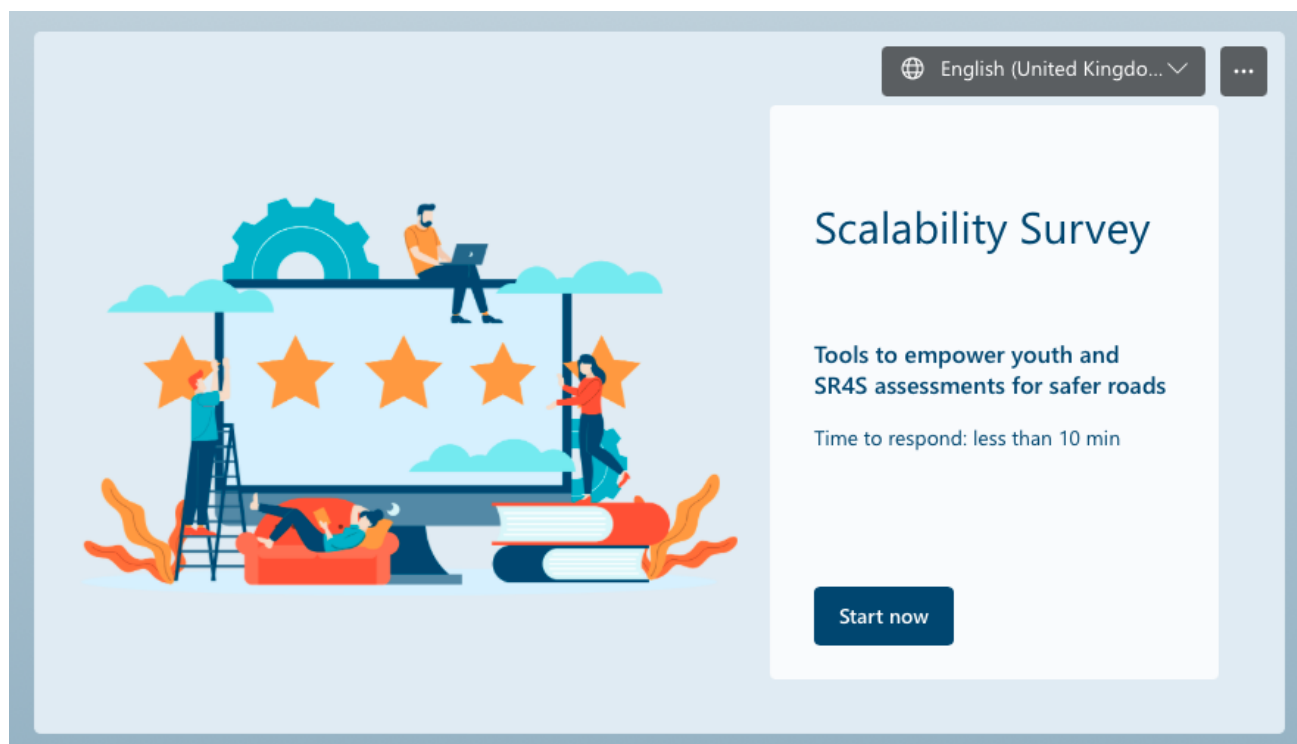 English (United Kingdo...
...
Scalability Survey
Tools to empower youth and
SR4S assessments for safer roads
Time to respond: less than 10 min
Start now